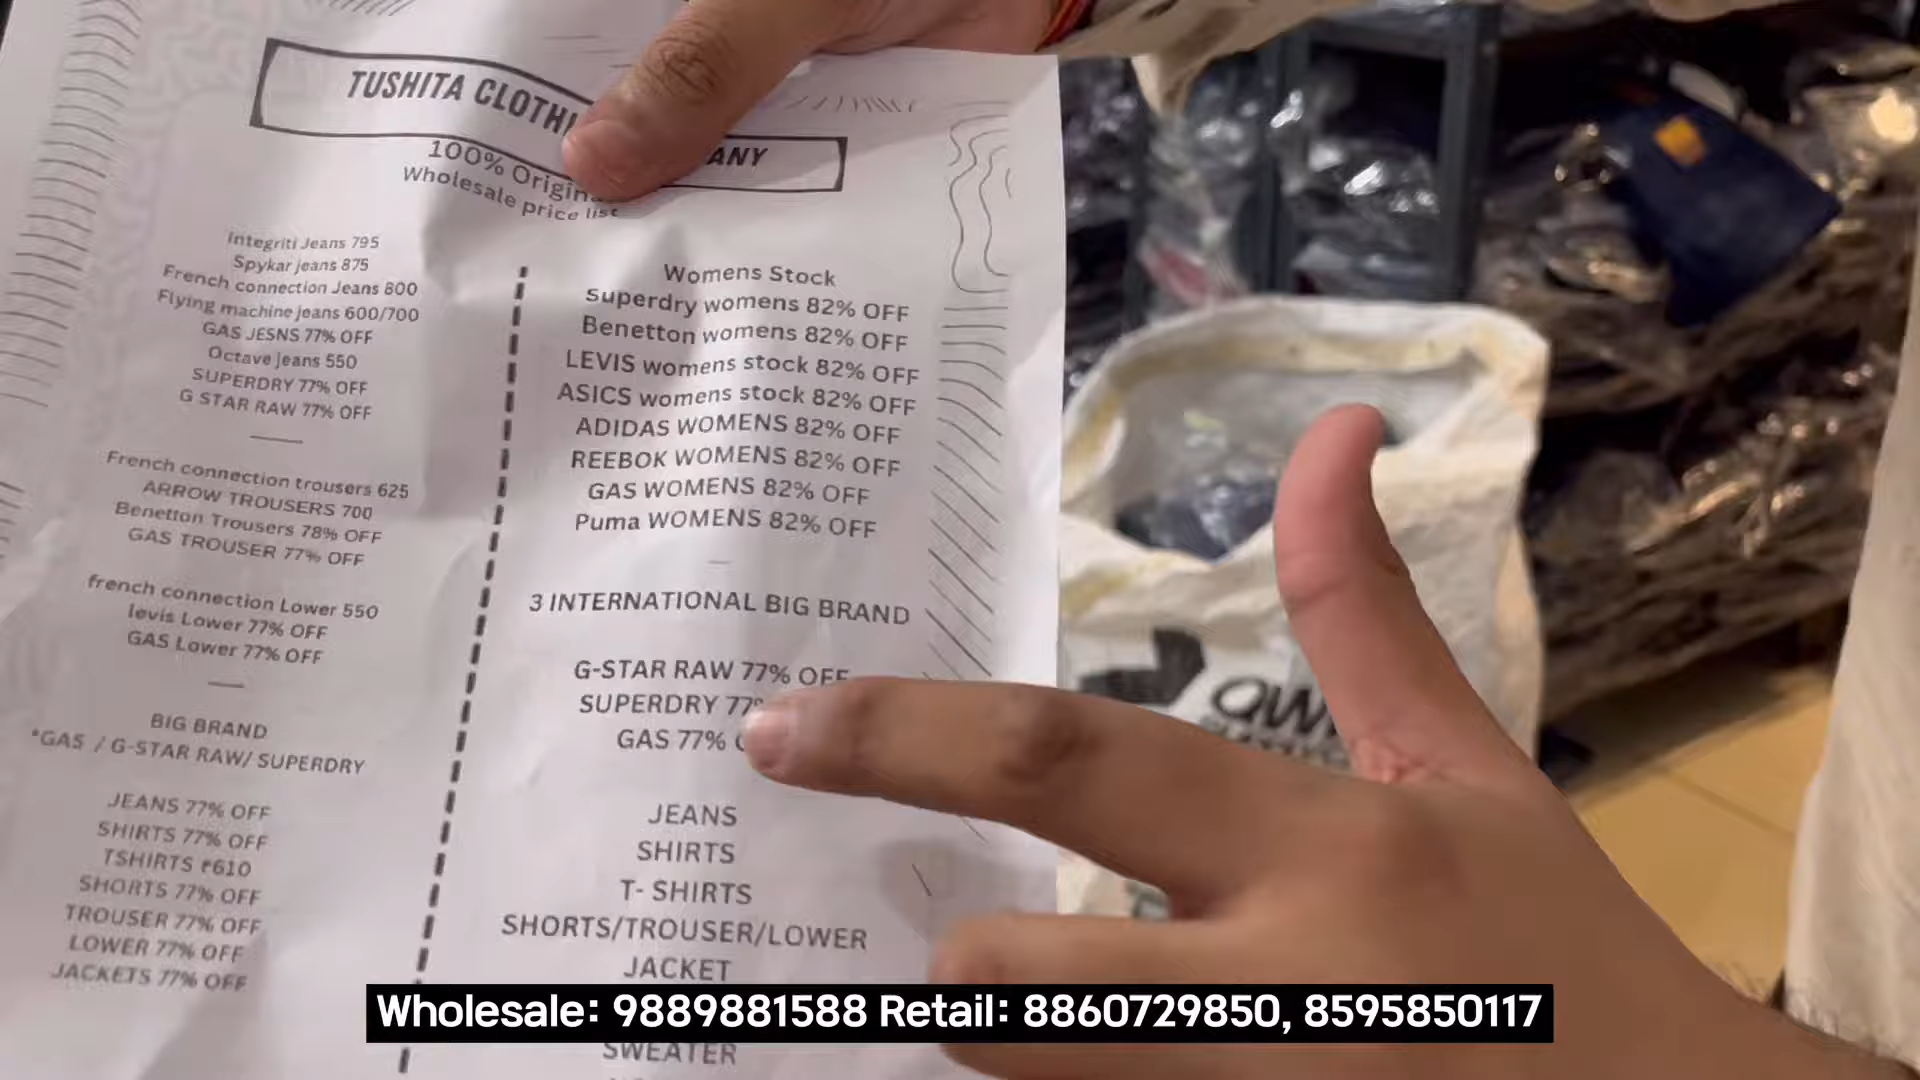 TUSHITA CLOTHI ANY
100% Origin
Wholesale price list
Integriti Jeans 795
Spykar jeans 875
French connection Jeans 800
Flying machine jeans 600/700
GAS JESNS 77% OFF
Octave jeans 550
SUPERDRY 77% OFF
G STAR RAW 77% OFF
French connection trousers 625
ARROW TROUSERS 700
Benetton Trousers 78% OFF
GAS TROUSER 77% OFF
french connection Lower 550
levis Lower 77% OFF
GAS Lower 77% OFF
BIG BRAND
*GAS / G-STAR RAW/ SUPERDRY
JEANS 77% OFF
SHIRTS 77% OFF
TSHIRTS ₹610
SHORTS 77% OFF
TROUSER 77% OFF
LOWER 77% OFF
JACKETS 77% OFF
Womens Stock
Superdry womens 82% OFF
Benetton womens 82% OFF
LEVIS womens stock 82% OFF
ASICS womens stock 82% OFF
ADIDAS WOMENS 82% OFF
REEBOK WOMENS 82% OFF
GAS WOMENS 82% OFF
Puma WOMENS 82% OFF
3 INTERNATIONAL BIG BRAND
G-STAR RAW 77% OFF
SUPERDRY 77%
GAS 77%
JEANS
SHIRTS
T- SHIRTS
SHORTS/TROUSER/LOWER
JACKET
SWEATER
Wholesale: 9889881588 Retail: 8860729850, 8595850117